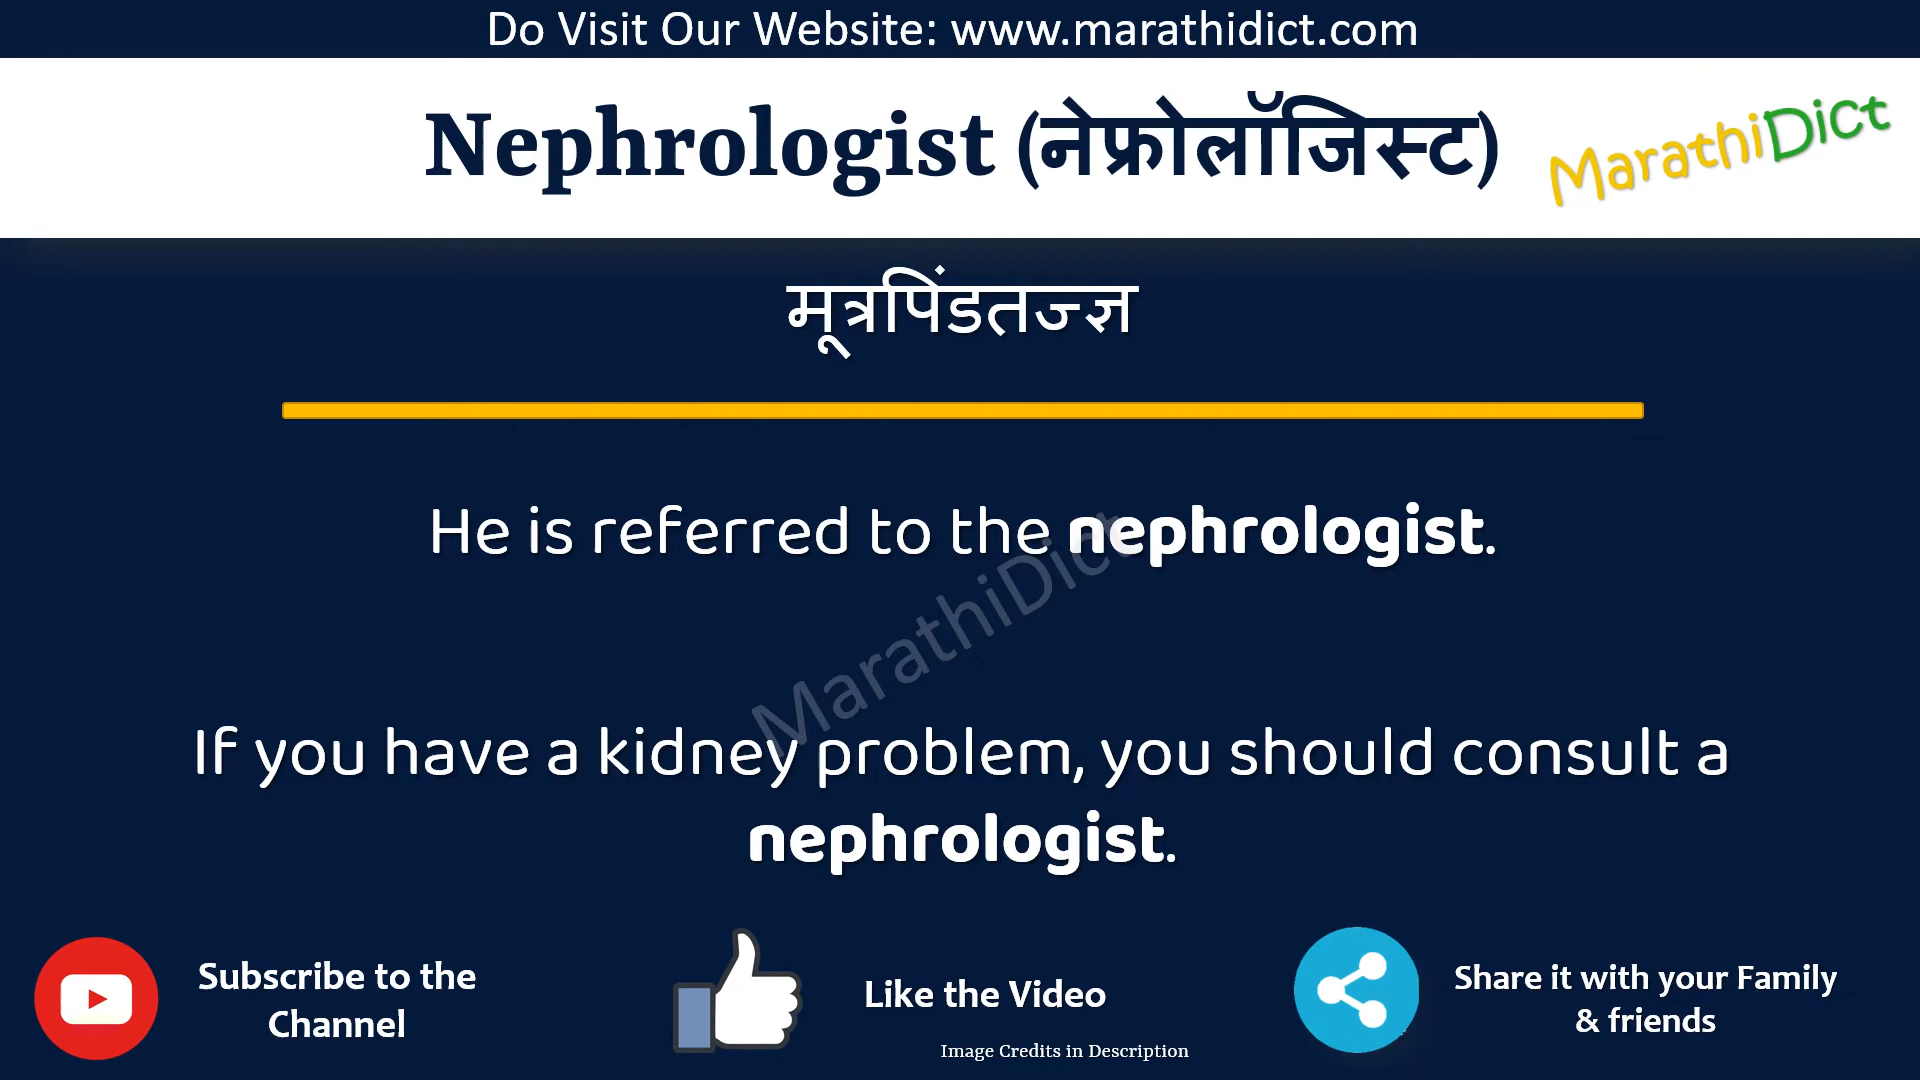 Do Visit Our Website: www.marathidict.com
Nephrologist (नेफ्रोलॉजिस्ट)
MarathiDict
मूत्रपिंडतज्ज्ञ
He is referred to the nephrologist.
MarathiDict
If you have a kidney problem, you should consult a
nephrologist.
Subscribe to the
Channel
Like the Video
Share it with your Family
& friends
Image Credits in Description